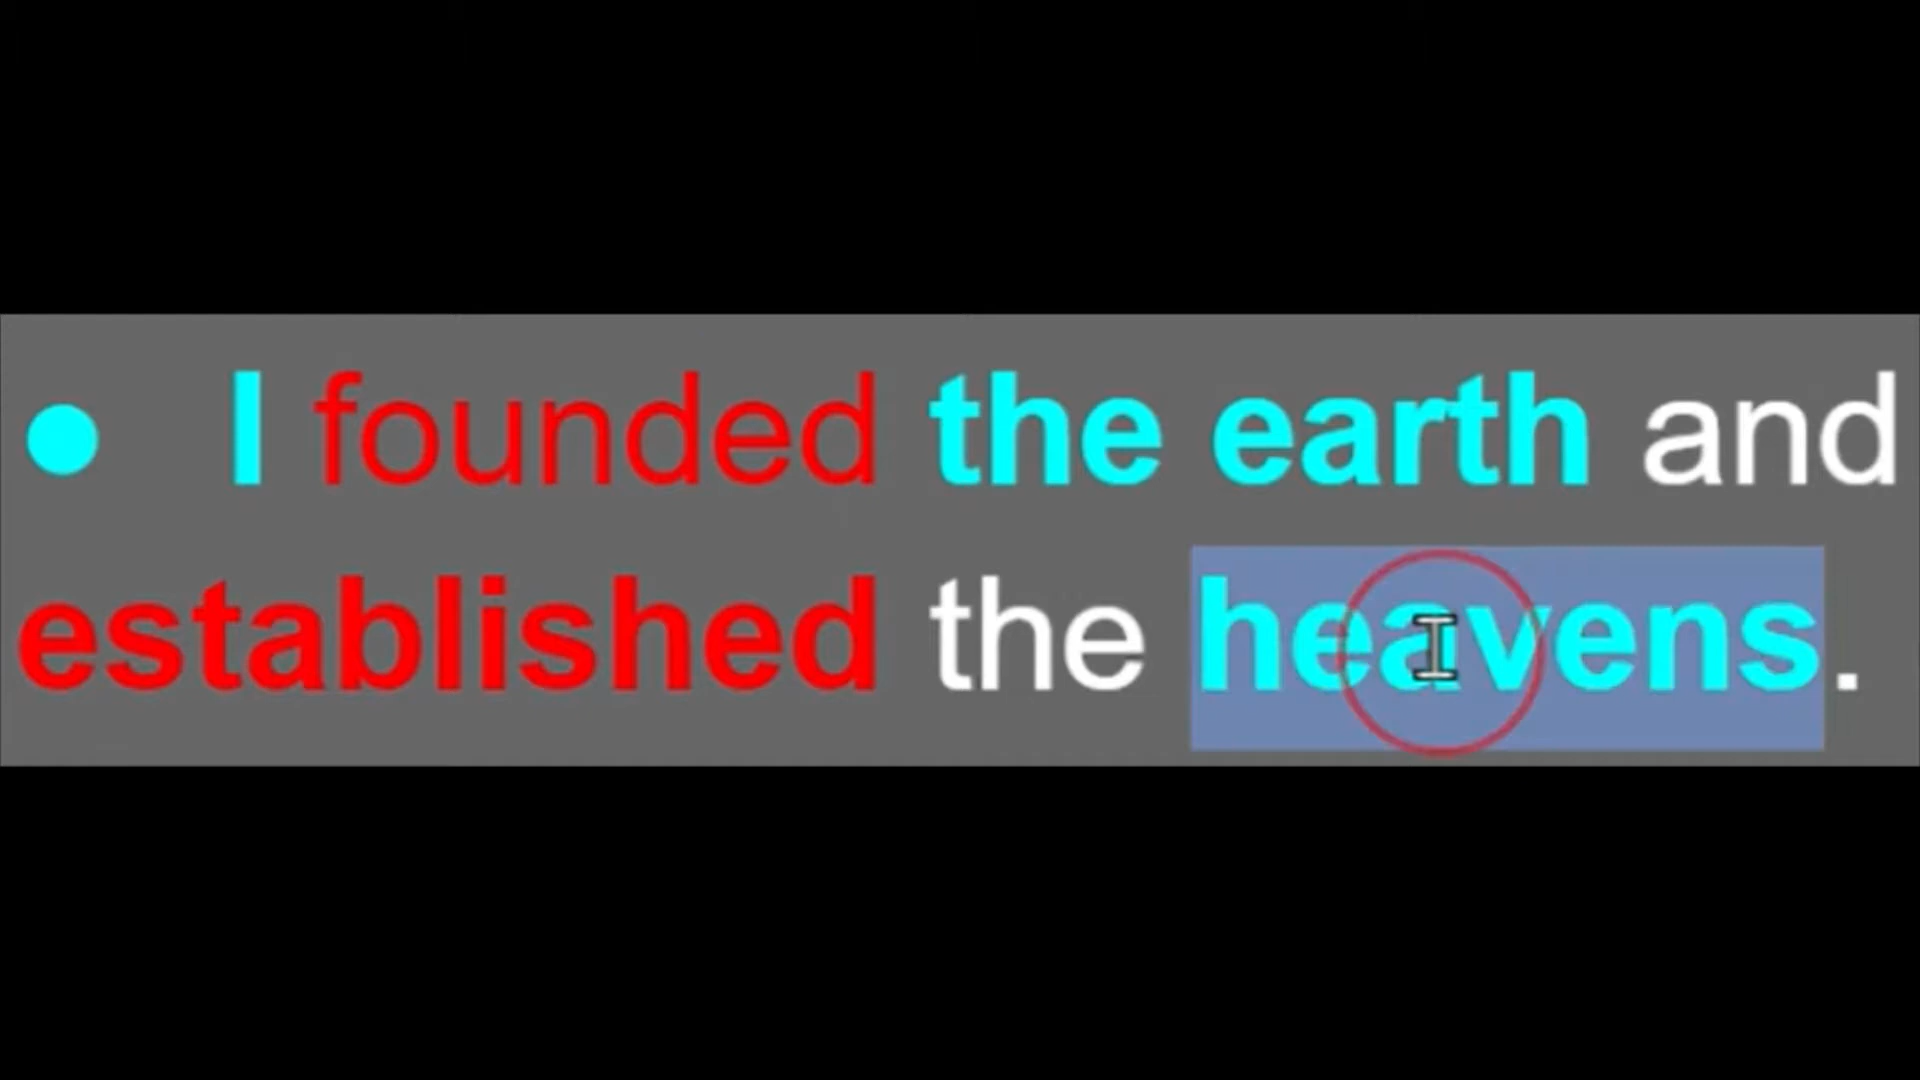 ● I founded the earth and
established the heavens.